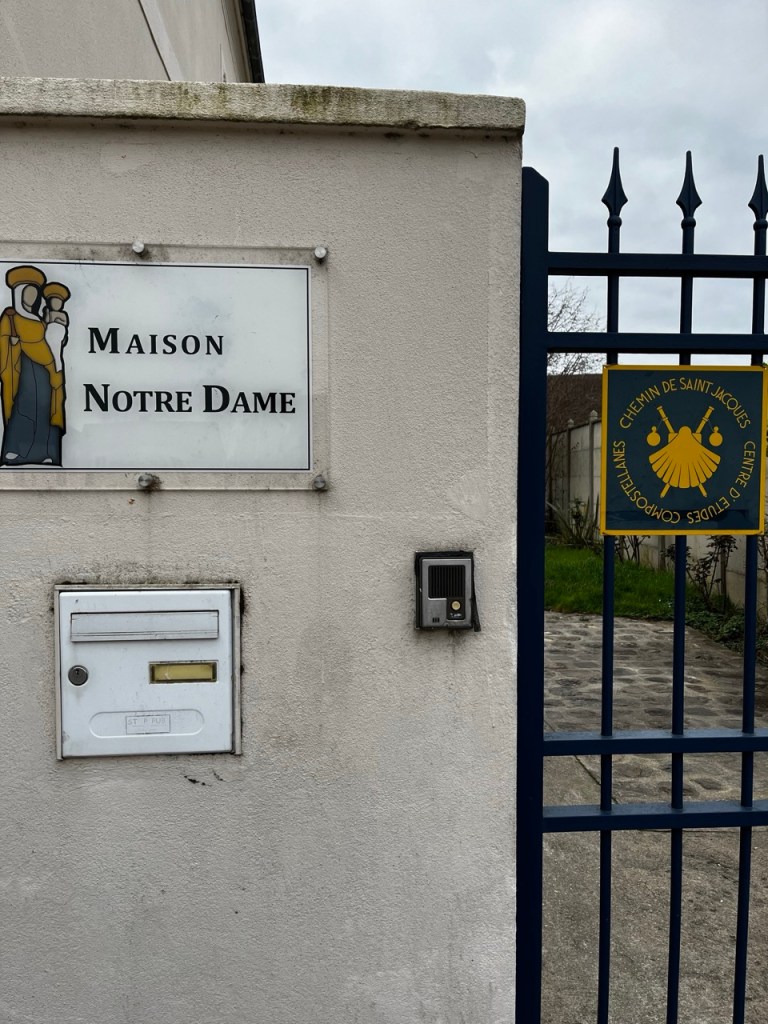 MAISON
NOTRE DAME
CHEMIN DE SAINT JACQUES
CENTRE D'ETUDES COMPOSTELLANES